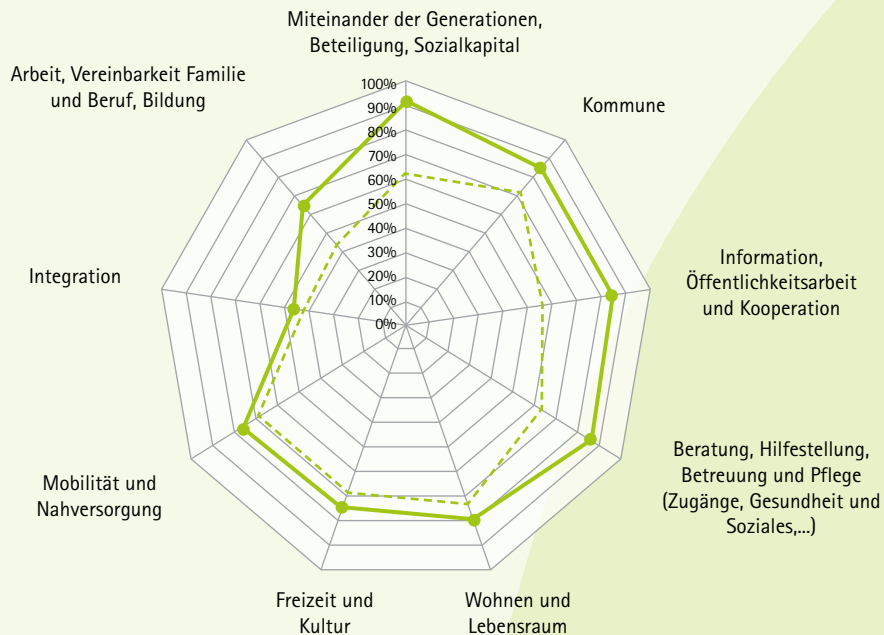 Miteinander der Generationen,
Beteiligung, Sozialkapital
Arbeit, Vereinbarkeit Familie
und Beruf, Bildung
Kommune
100%
90%
80%
70%
60%
50%
40%
30%
20%
10%
0%
Integration
Information,
Öffentlichkeitsarbeit
und Kooperation
Mobilität und
Nahversorgung
Beratung, Hilfestellung,
Betreuung und Pflege
(Zugänge, Gesundheit und
Soziales,...)
Freizeit und
Kultur
Wohnen und
Lebensraum